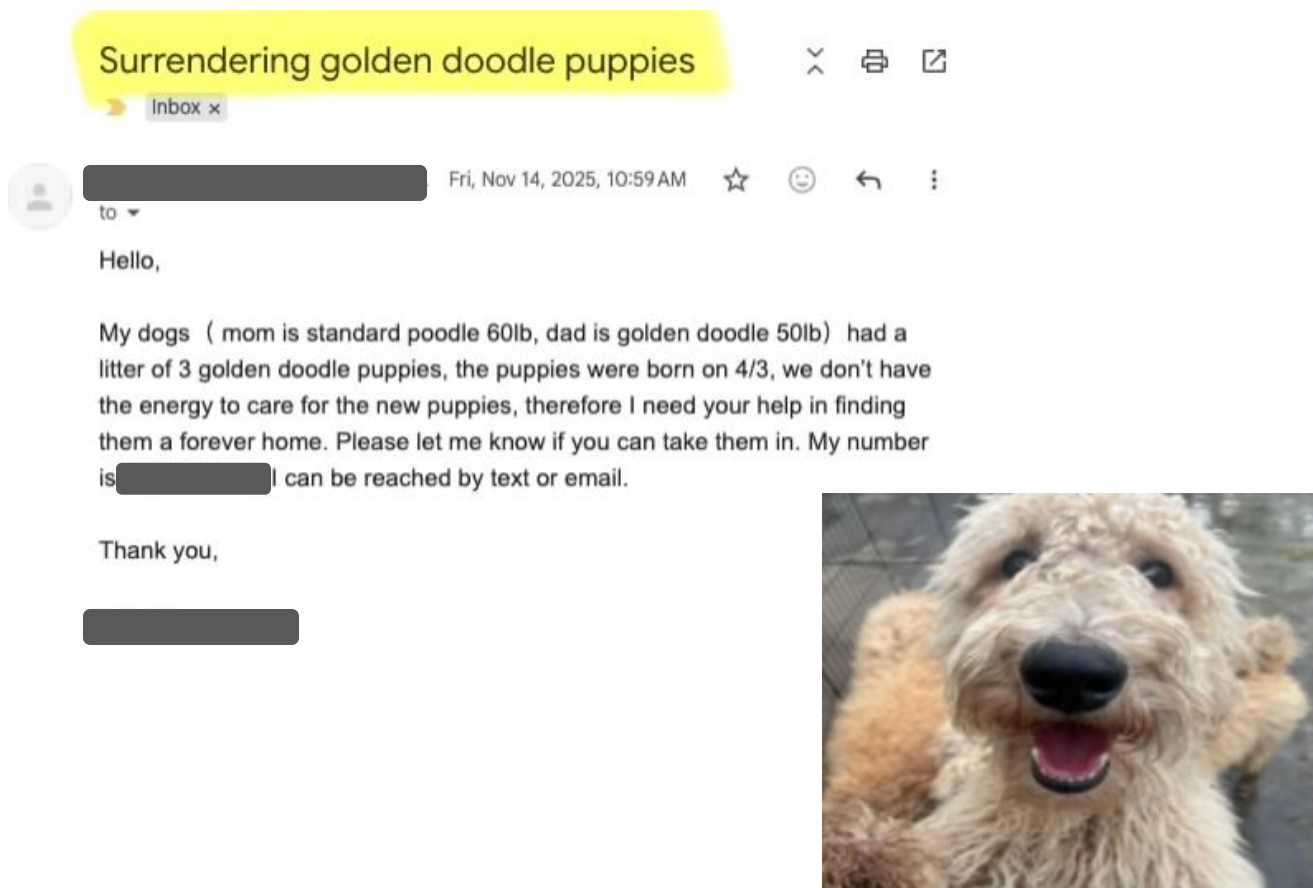 Surrendering golden doodle puppies
Inbox ×
Fri, Nov 14, 2025, 10:59 AM
to
Hello,
My dogs （ mom is standard poodle 60lb, dad is golden doodle 50lb） had a
litter of 3 golden doodle puppies, the puppies were born on 4/3, we don't have
the energy to care for the new puppies, therefore I need your help in finding
them a forever home. Please let me know if you can take them in. My number
is I can be reached by text or email.
Thank you,